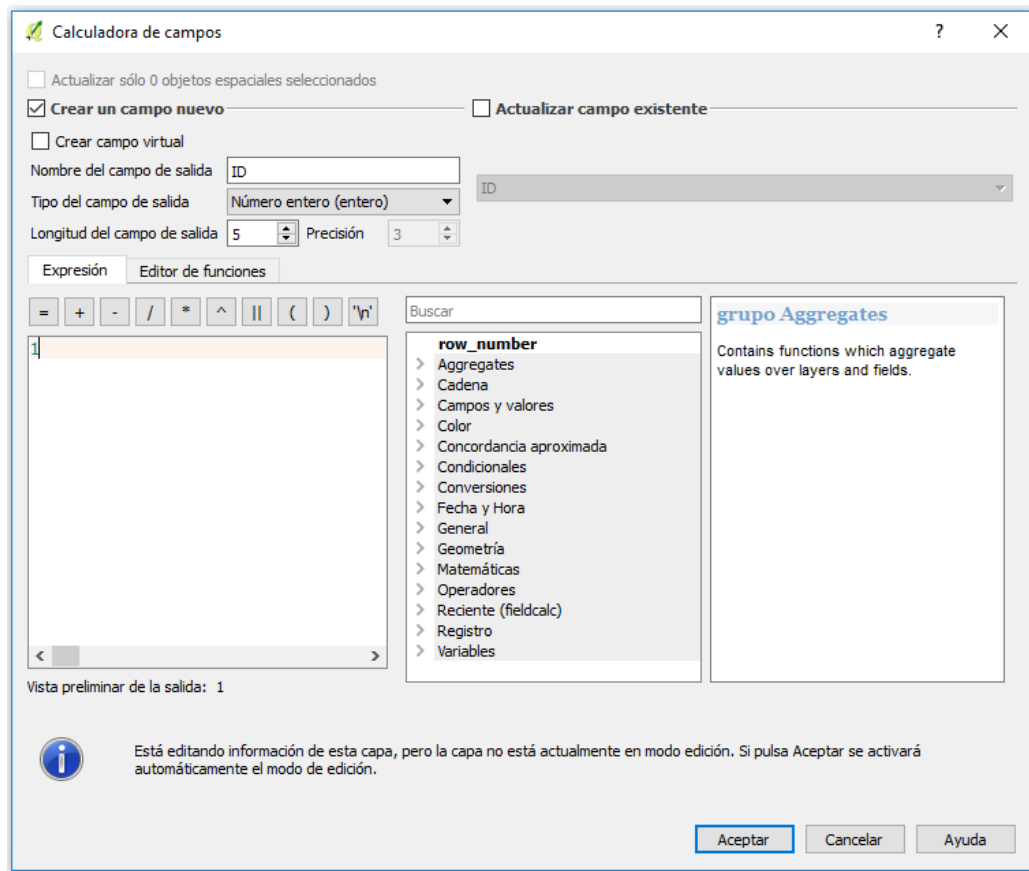 Calculadora de campos
Actualizar sólo 0 objetos espaciales seleccionados
Crear un campo nuevo
Actualizar campo existente
Crear campo virtual
Nombre del campo de salida ID
ID
Tipo del campo de salida Número entero (entero)
Longitud del campo de salida 5 Precisión 3
Expresión Editor de funciones
= + - / * ^ || ( ) '\n'
1
Vista preliminar de la salida: 1
Buscar
row_number
Aggregates
Cadena
Campos y valores
Color
Concordancia aproximada
Condicionales
Conversiones
Fecha y Hora
General
Geometría
Matemáticas
Operadores
Reciente (fieldcalc)
Registro
Variables
grupo Aggregates
Contains functions which aggregate
values over layers and fields.
Está editando información de esta capa, pero la capa no está actualmente en modo edición. Si pulsa Aceptar se activará
automáticamente el modo de edición.
Aceptar Cancelar Ayuda